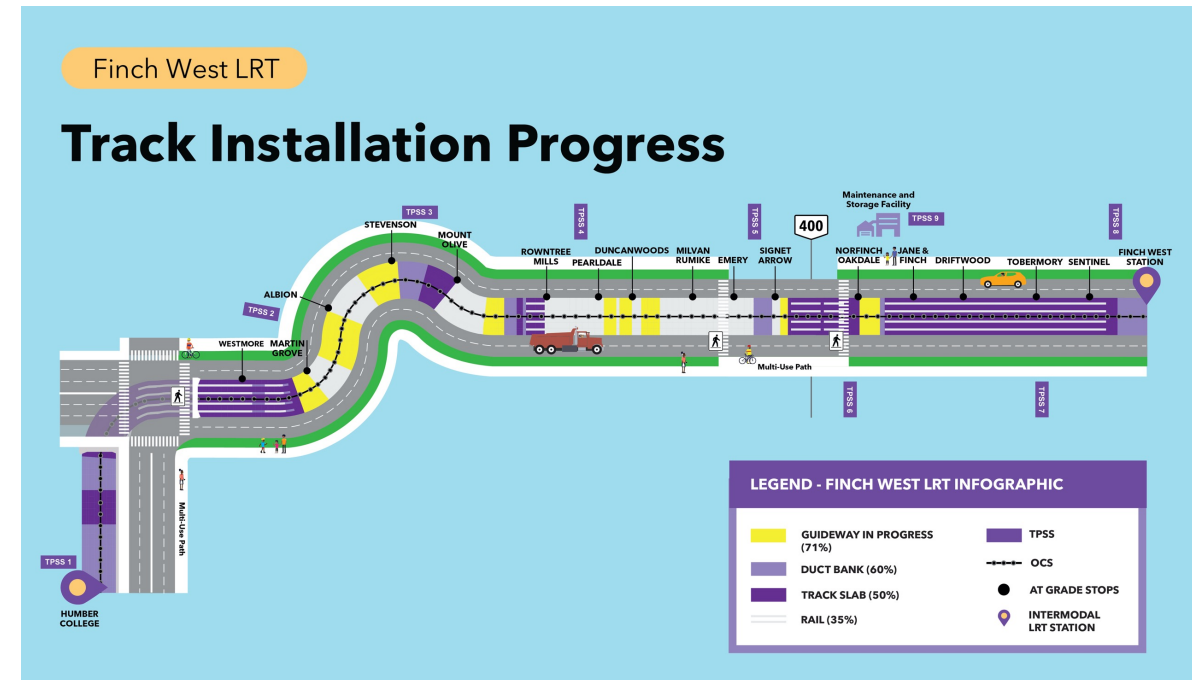 Finch West LRT
Track Installation Progress
Maintenance and
Storage Facility
TPSS 9
TPSS 3
TPSS 4
TPSS 5
400
TPSS 8
STEVENSON
MOUNT
OLIVE
ROWNTREE
MILLS
PEARLDALE
DUNCANWOODS
MILVAN
RUMIKE
EMERY
SIGNET
ARROW
NORFINCH
OAKDALE
JANE &
FINCH
DRIFTWOOD
TOBERMORY
SENTINEL
FINCH WEST
STATION
ALBION
TPSS 2
WESTMORE
MARTIN
GROVE
Multi-Use Path
TPSS 6
TPSS 7
Multi-Use Path
TPSS 1
HUMBER
COLLEGE
LEGEND - FINCH WEST LRT INFOGRAPHIC
GUIDEWAY IN PROGRESS
(71%)
DUCT BANK (60%)
TRACK SLAB (50%)
RAIL (35%)
TPSS
OCS
AT GRADE STOPS
INTERMODAL
LRT STATION